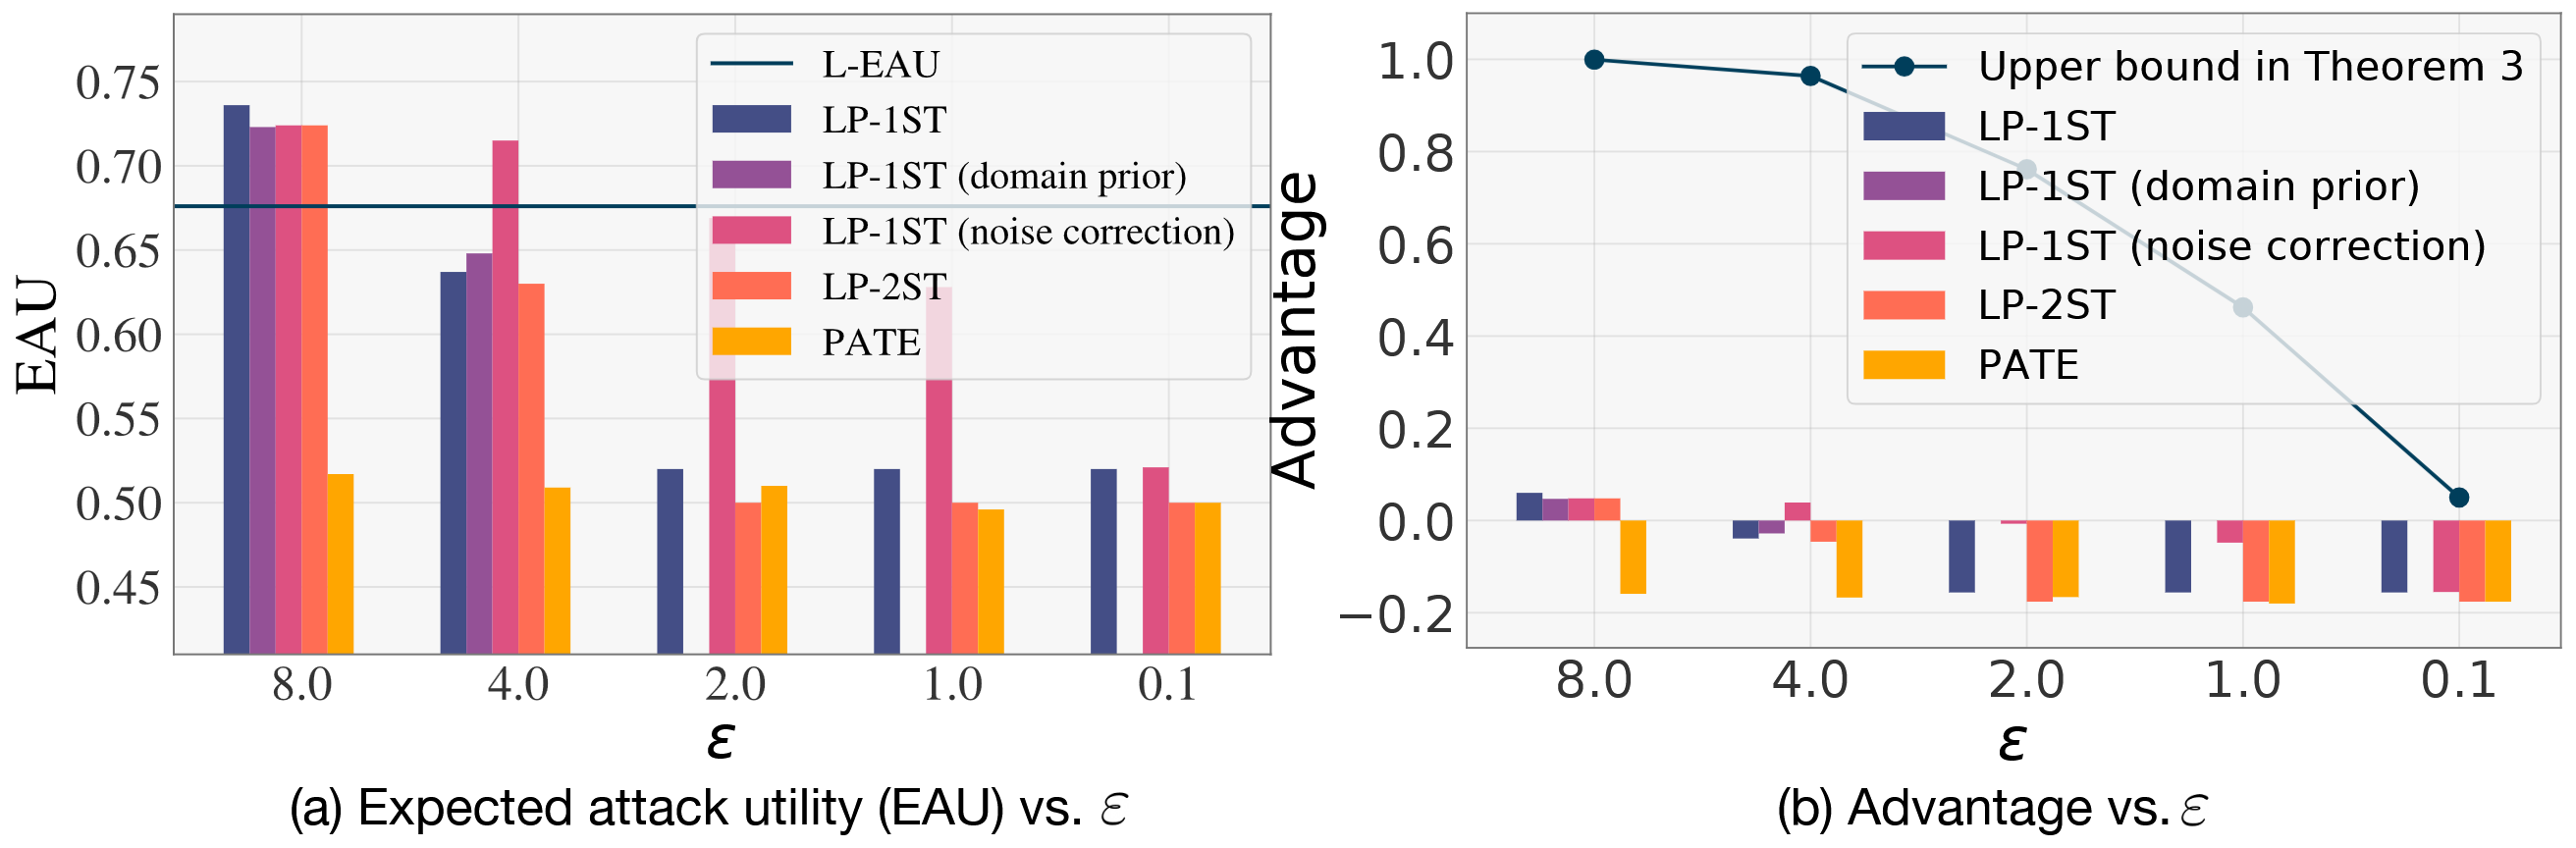 EAU
0.75
0.70
0.65
0.60
0.55
0.50
0.45
L-EAU
LP-1ST
LP-1ST (domain prior)
LP-1ST (noise correction)
LP-2ST
PATE
8.0 4.0 2.0 1.0 0.1
ε
(a) Expected attack utility (EAU) vs. ε
Advantage
1.0
0.8
0.6
0.4
0.2
0.0
−0.2
Upper bound in Theorem 3
LP-1ST
LP-1ST (domain prior)
LP-1ST (noise correction)
LP-2ST
PATE
8.0 4.0 2.0 1.0 0.1
ε
(b) Advantage vs. ε